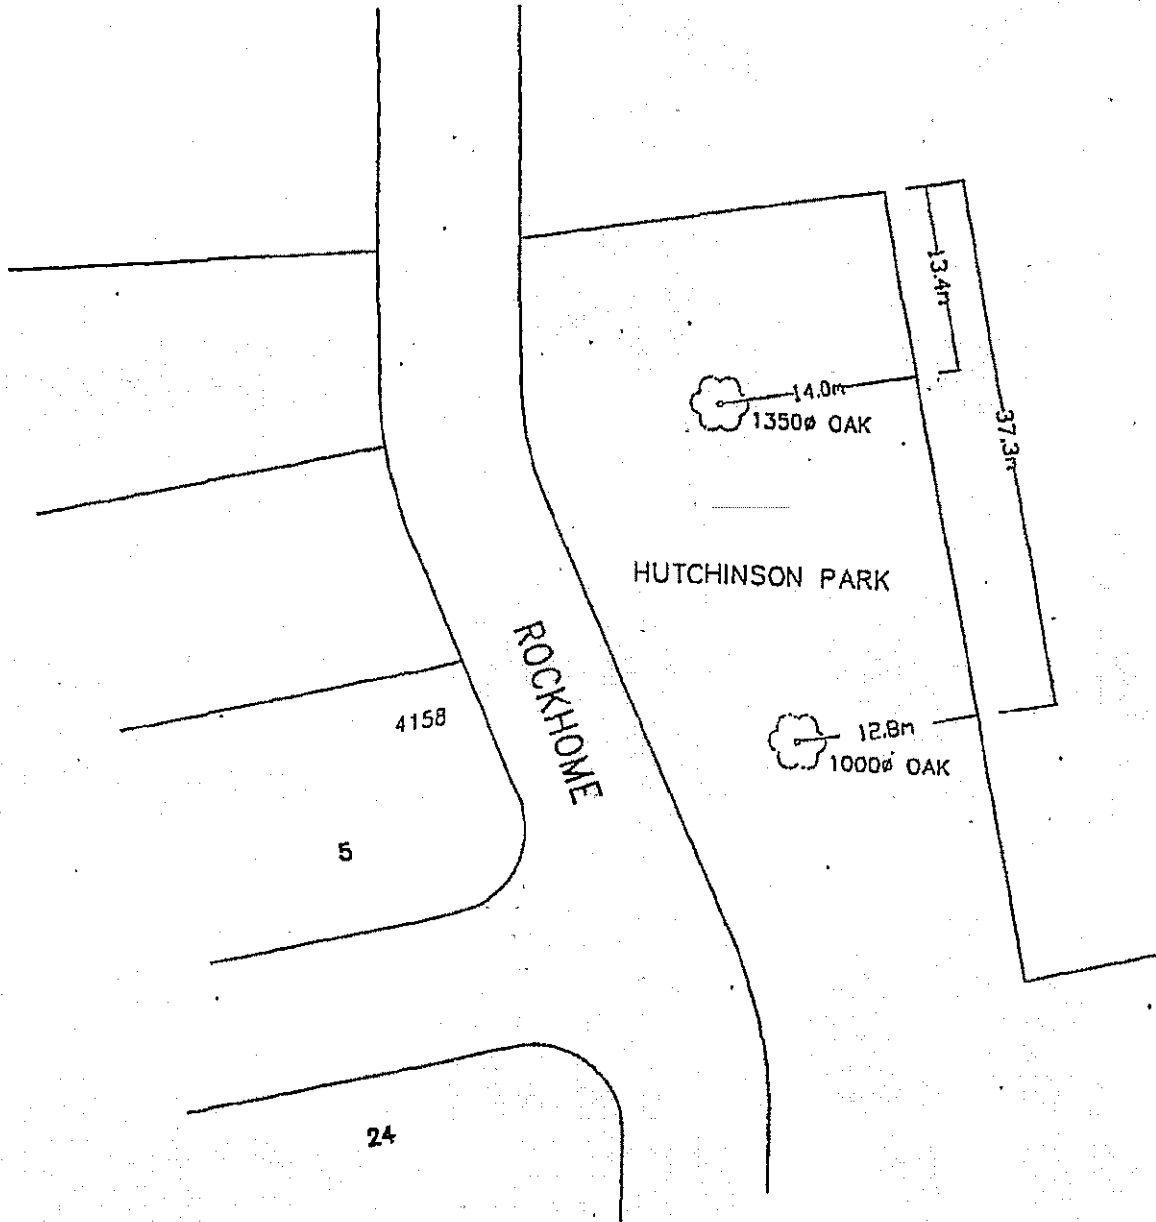 13.4m
14.0m
1350ø OAK
37.3m
HUTCHINSON PARK
ROCKHOME
4158
12.8m
1000ø OAK
5
24